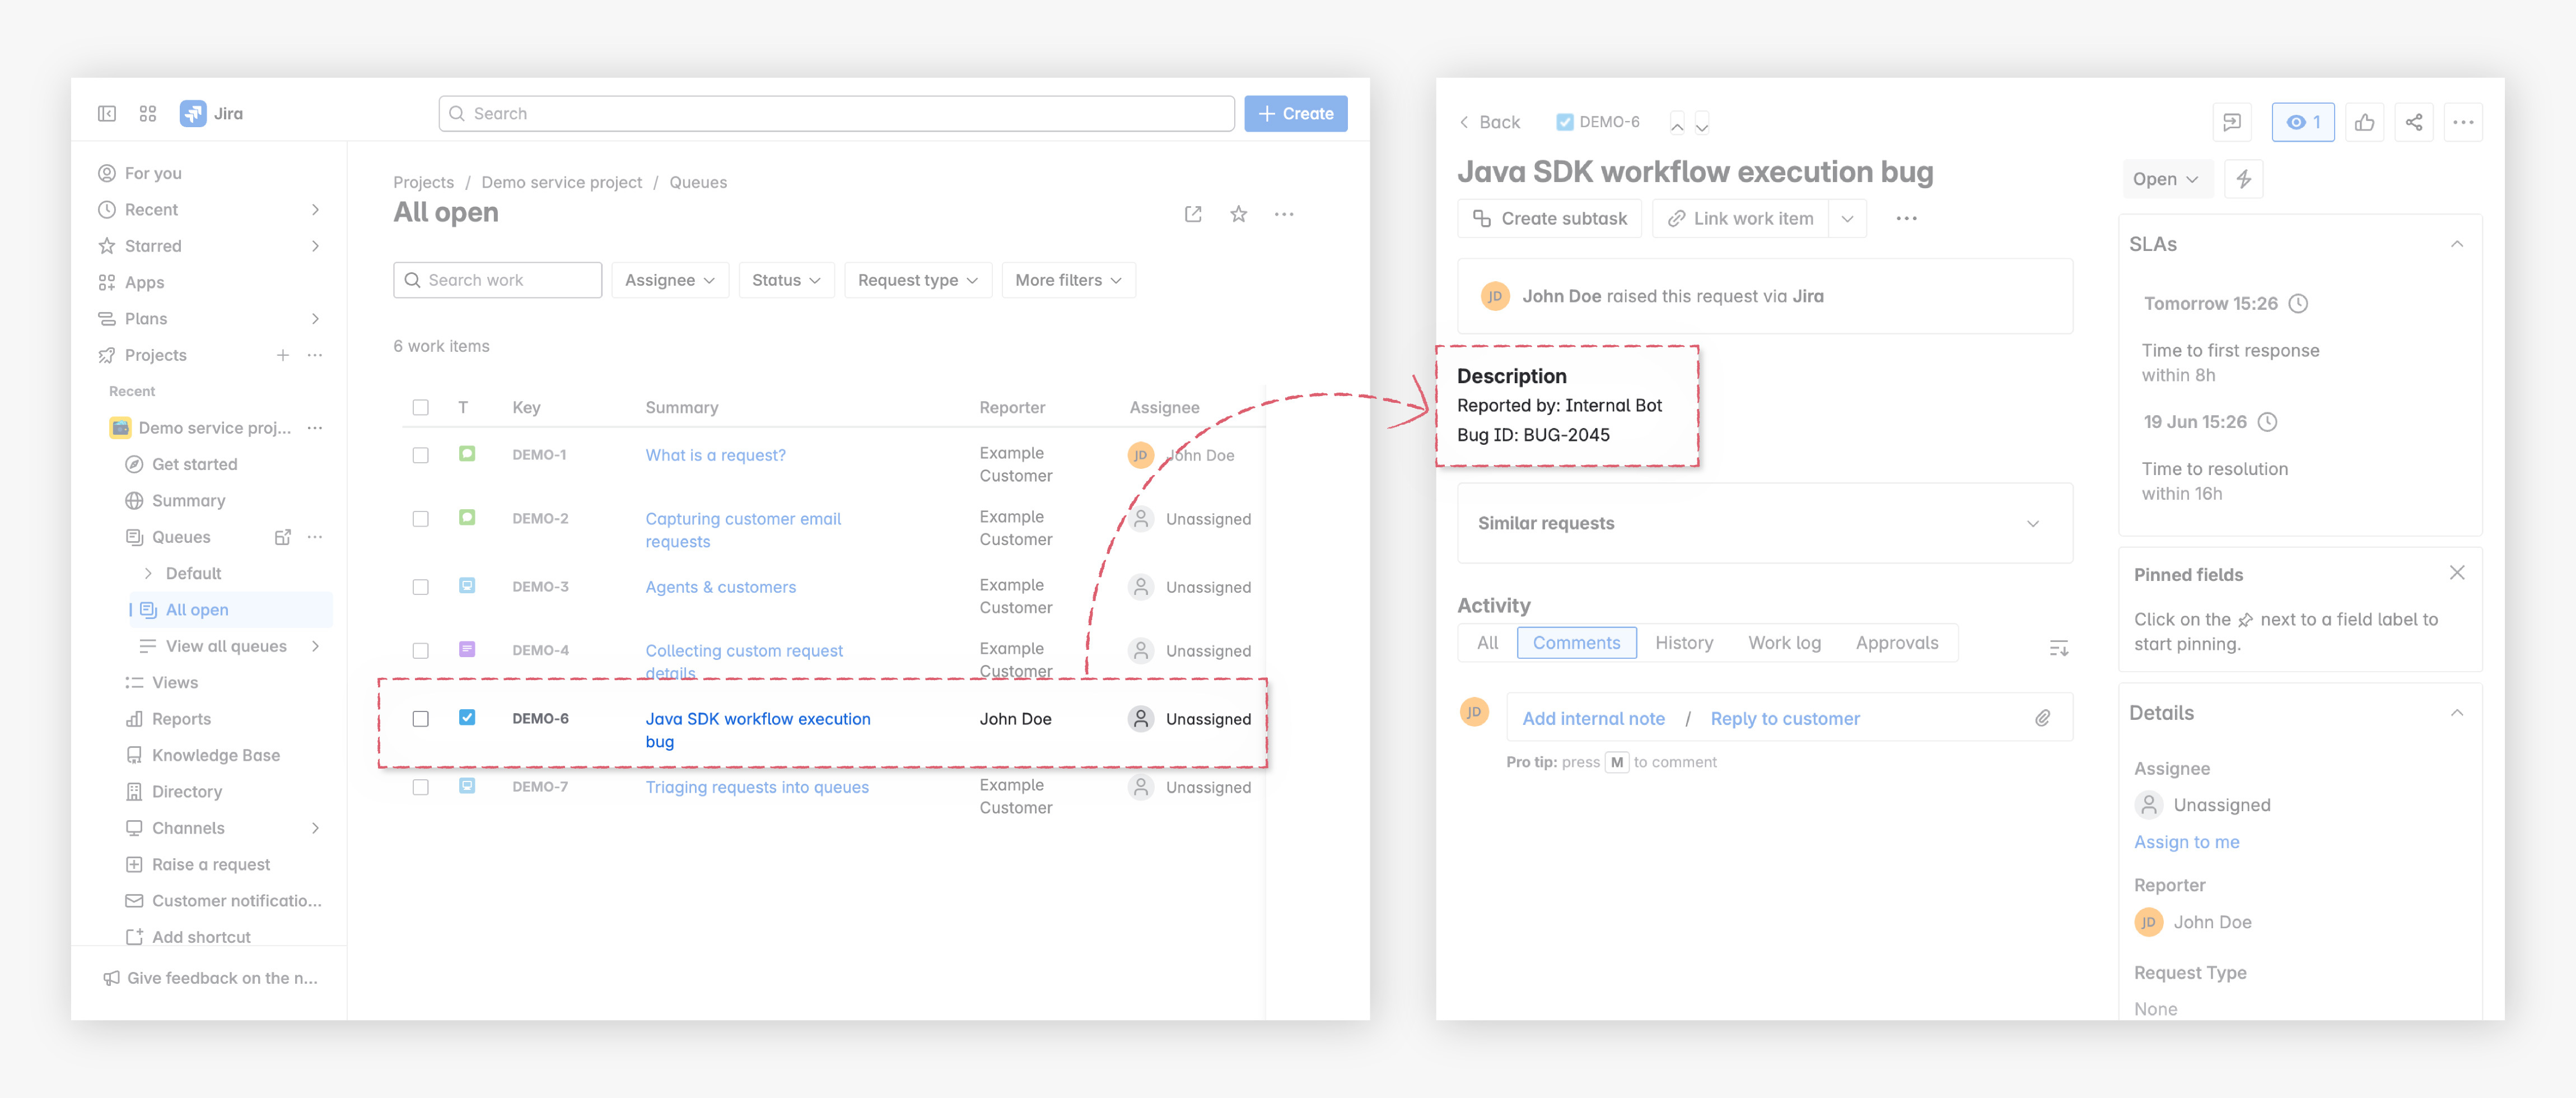 Jira
Search
Create
For you
Recent
Starred
Apps
Plans
Projects
Recent
Demo service proj...
Get started
Summary
Queues
Default
All open
View all queues
Views
Reports
Knowledge Base
Directory
Channels
Raise a request
Customer notificatio...
Add shortcut
Give feedback on the n...
Projects / Demo service project / Queues
All open
Search work Assignee Status Request type More filters
6 work items
T Key Summary Reporter Assignee
DEMO-1 What is a request? Example JD John Doe
Customer
DEMO-2 Capturing customer email Example Unassigned
requests Customer
DEMO-3 Agents & customers Example Unassigned
Customer
DEMO-4 Collecting custom request Example Unassigned
details Customer
DEMO-6 Java SDK workflow execution John Doe Unassigned
bug
DEMO-7 Triaging requests into queues Example Unassigned
Customer
Back DEMO-6
1
Java SDK workflow execution bug
Create subtask Link work item
JD John Doe raised this request via Jira
Description
Reported by: Internal Bot
Bug ID: BUG-2045
Similar requests
Activity
All Comments History Work log Approvals
JD Add internal note / Reply to customer
Pro tip: press M to comment
Open
SLAs
Tomorrow 15:26
Time to first response
within 8h
19 Jun 15:26
Time to resolution
within 16h
Pinned fields
Click on the next to a field label to
start pinning.
Details
Assignee
Unassigned
Assign to me
Reporter
JD John Doe
Request Type
None